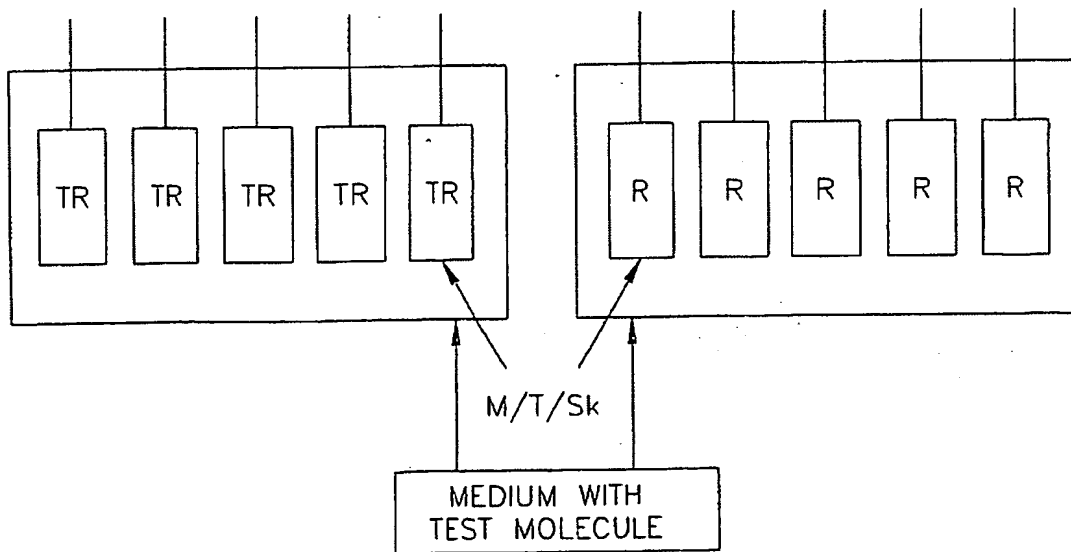 TR TR TR TR TR R R R R R
M/T/Sk
MEDIUM WITH
TEST MOLECULE